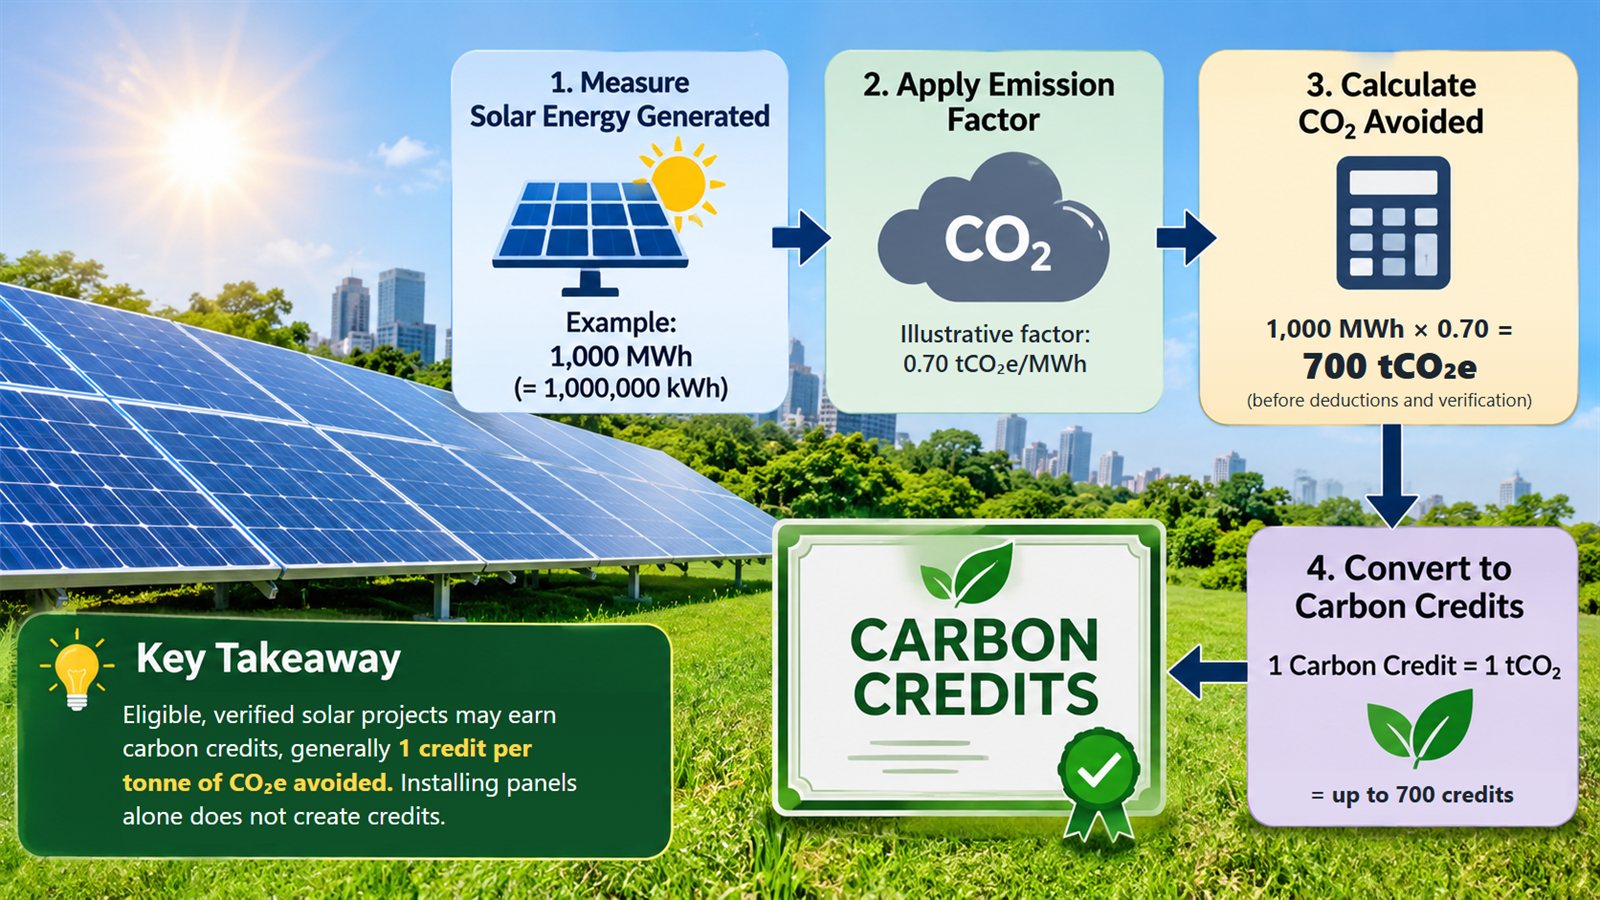 1. Measure
Solar Energy Generated
Example:
1,000 MWh
(= 1,000,000 kWh)
2. Apply Emission
Factor
CO₂
Illustrative factor:
0.70 tCO₂e/MWh
3. Calculate
CO₂ Avoided
1,000 MWh × 0.70 =
700 tCO₂e
(before deductions and verification)
4. Convert to
Carbon Credits
1 Carbon Credit = 1 tCO₂
= up to 700 credits
CARBON
CREDITS
Key Takeaway
Eligible, verified solar projects may earn
carbon credits, generally 1 credit per
tonne of CO₂e avoided. Installing panels
alone does not create credits.